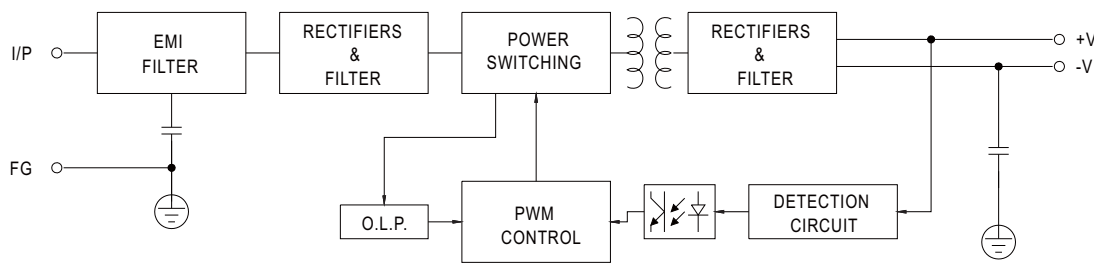 I/P
EMI
FILTER
RECTIFIERS
&
FILTER
POWER
SWITCHING
RECTIFIERS
&
FILTER
+V
-V
FG
O.L.P.
PWM
CONTROL
DETECTION
CIRCUIT